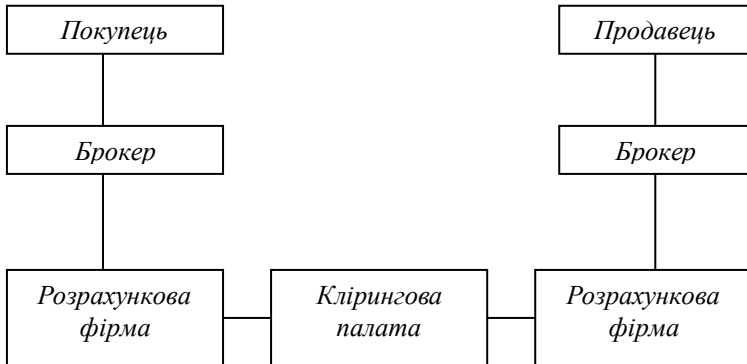 Покупець
Продавець
Брокер
Брокер
Розрахункова
фірма
Клірингова
палата
Розрахункова
фірма